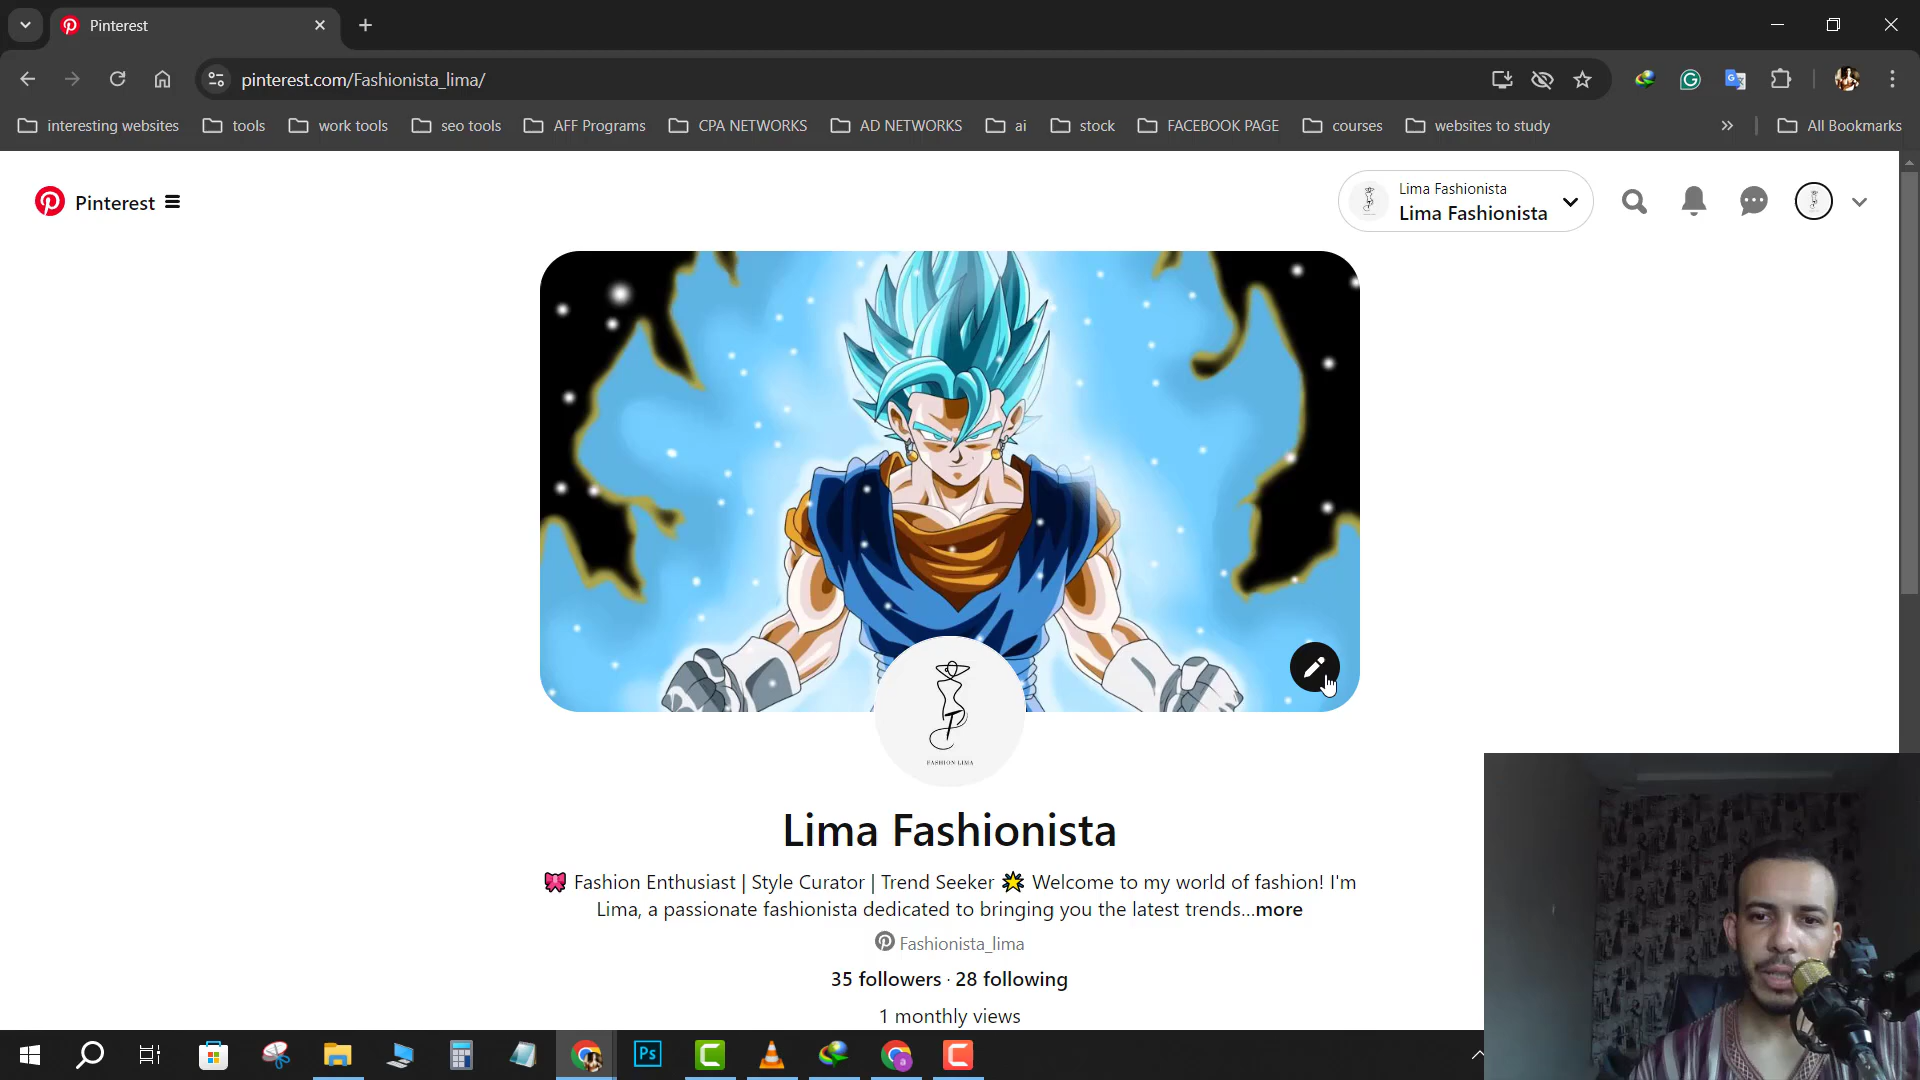 Pinterest
pinterest.com/Fashionista_lima/
interesting websites tools work tools seo tools AFF Programs CPA NETWORKS AD NETWORKS ai stock FACEBOOK PAGE courses websites to study » All Bookmarks
Pinterest
Lima Fashionista
Lima Fashionista
FASHION LIMA
Lima Fashionista
🎀 Fashion Enthusiast | Style Curator | Trend Seeker 🌟 Welcome to my world of fashion! I'm
Lima, a passionate fashionista dedicated to bringing you the latest trends...more
Fashionista_lima
35 followers · 28 following
1 monthly views
Ps